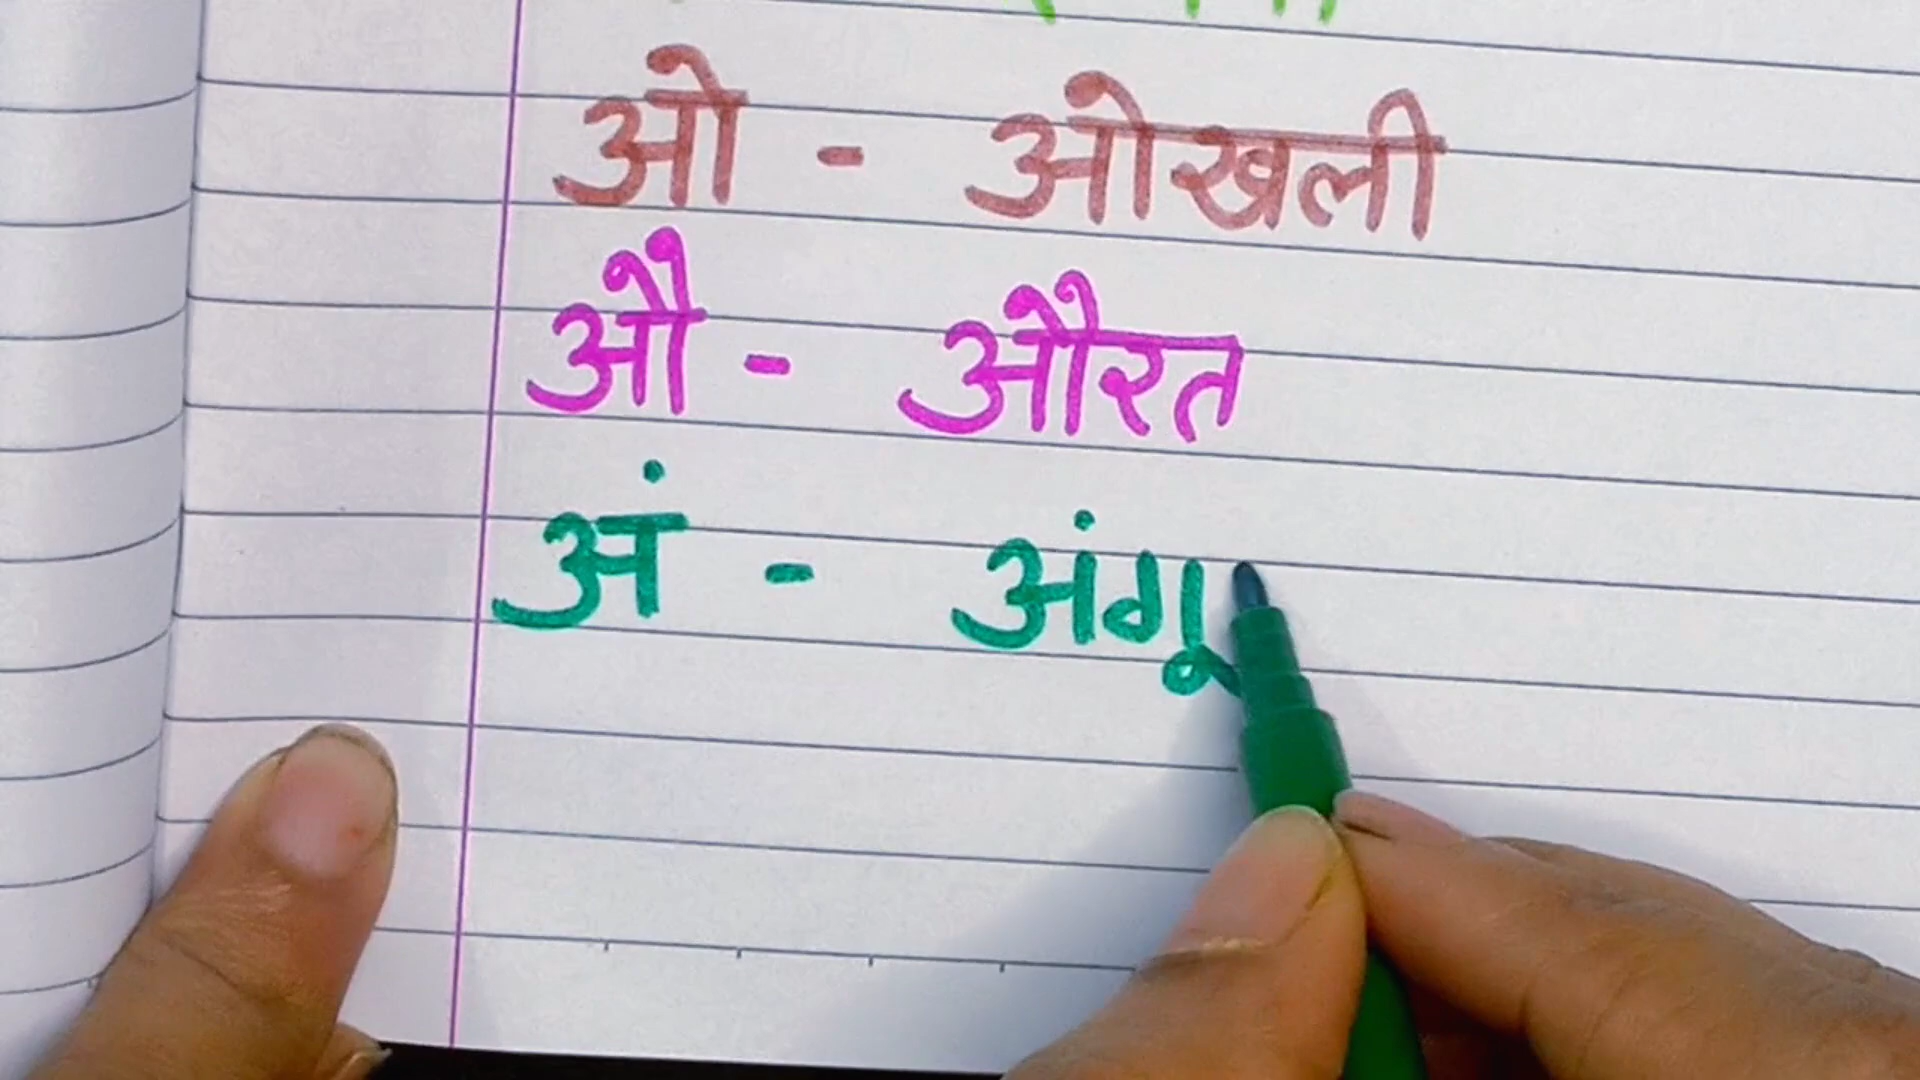 ओ - ओखली
औ - औरत
अं - अंगू